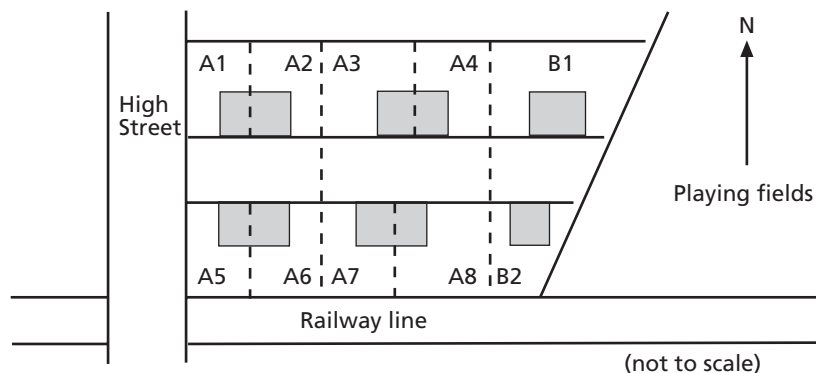 N
A1 A2 A3 A4 B1
High
Street
Playing fields
A5 A6 A7 A8 B2
Railway line
(not to scale)